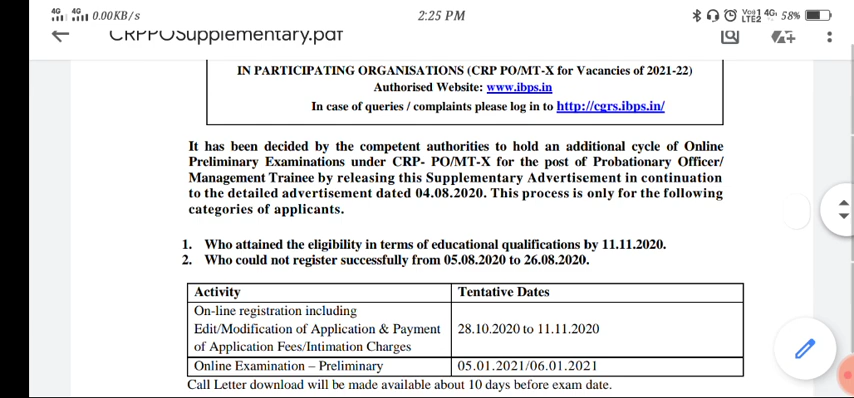 4G 4G 0.00KB/s 2:25 PM 4G 58%
CRPPOSupplementary.pdf
IN PARTICIPATING ORGANISATIONS (CRP PO/MT-X for Vacancies of 2021-22)
Authorised Website: www.ibps.in
In case of queries / complaints please log in to http://cgrs.ibps.in/
It has been decided by the competent authorities to hold an additional cycle of Online
Preliminary Examinations under CRP- PO/MT-X for the post of Probationary Officer/
Management Trainee by releasing this Supplementary Advertisement in continuation
to the detailed advertisement dated 04.08.2020. This process is only for the following
categories of applicants.
1. Who attained the eligibility in terms of educational qualifications by 11.11.2020.
2. Who could not register successfully from 05.08.2020 to 26.08.2020.
Activity Tentative Dates
On-line registration including
Edit/Modification of Application & Payment 28.10.2020 to 11.11.2020
of Application Fees/Intimation Charges
Online Examination – Preliminary 05.01.2021/06.01.2021
Call Letter download will be made available about 10 days before exam date.